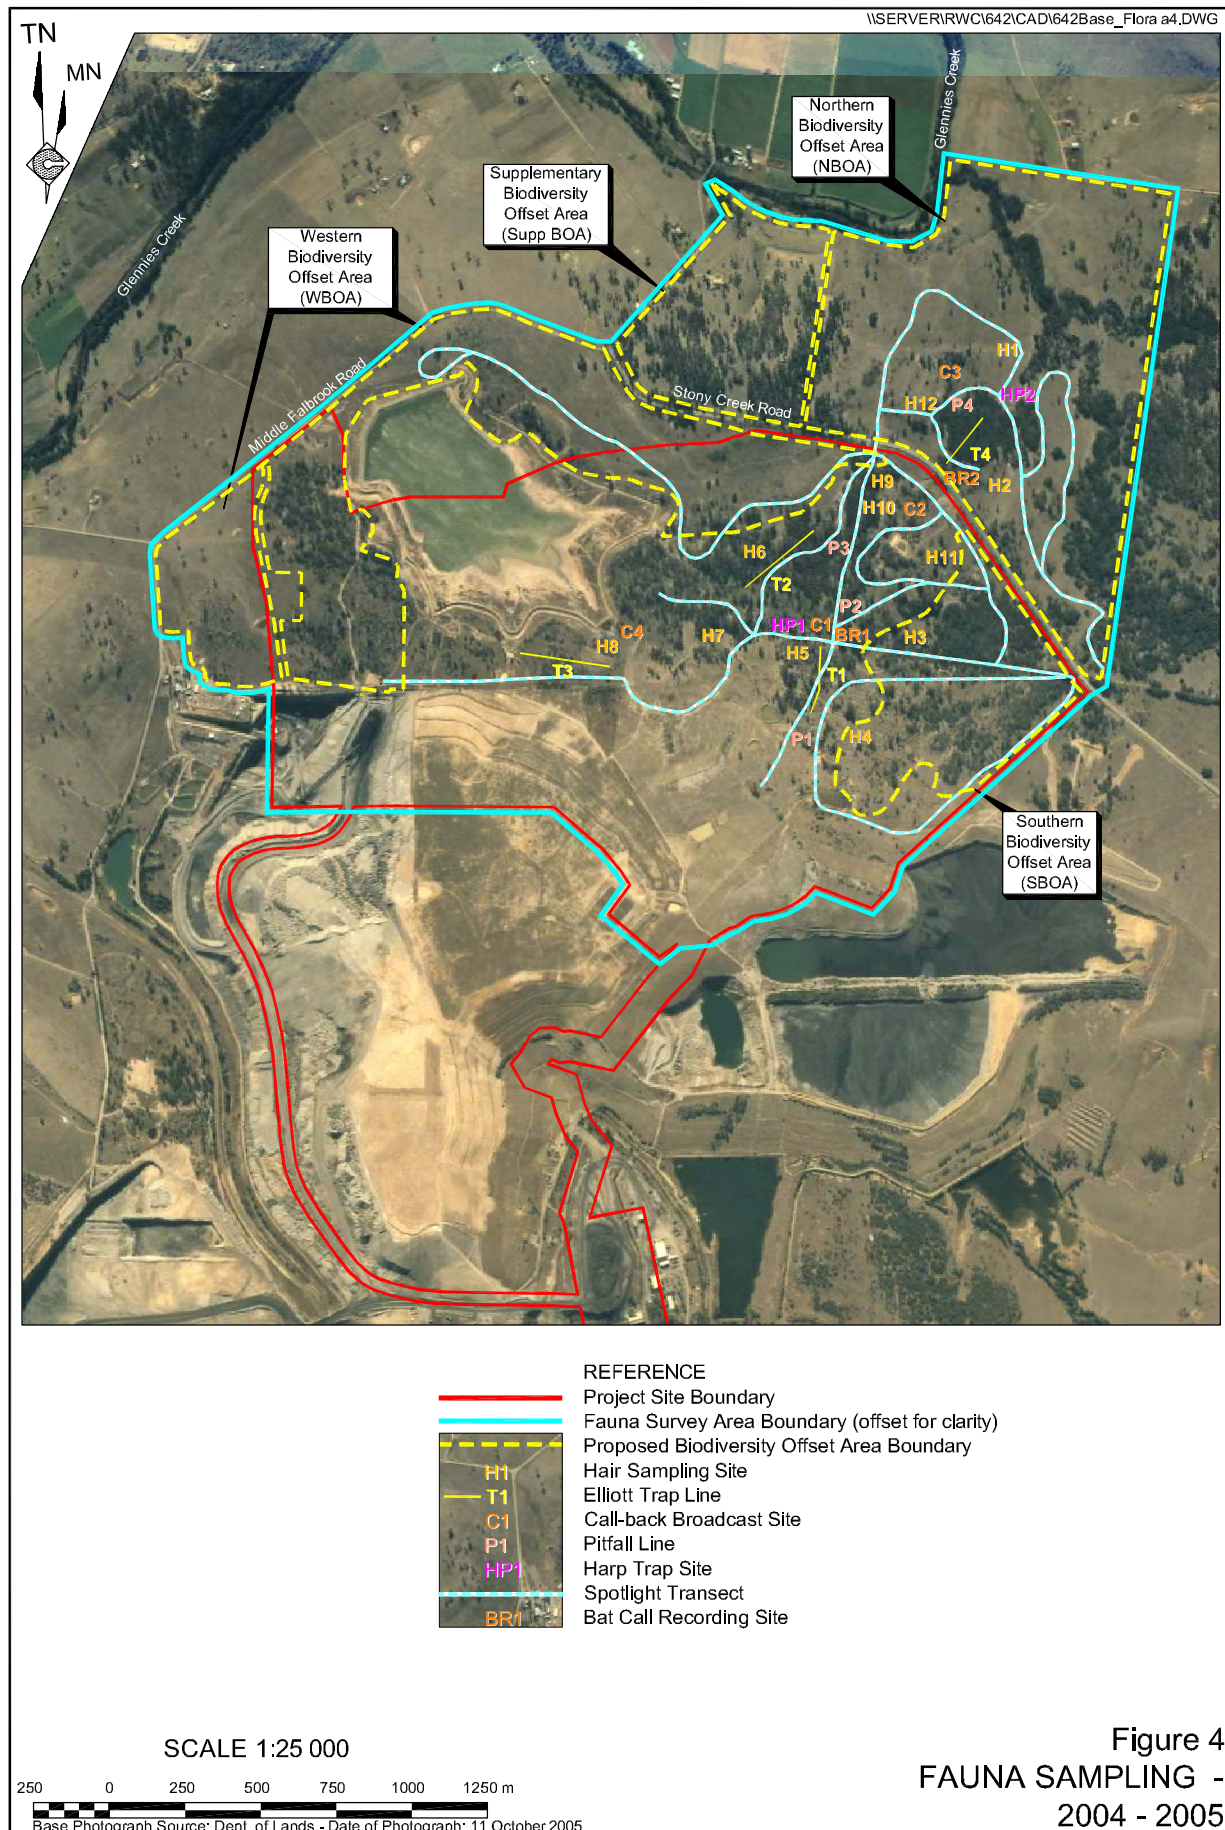 \\SERVER\RWC\642\CAD\642Base_Flora a4.DWG
TN
MN
Glennies Creek
Northern
Biodiversity
Offset Area
(NBOA)
Supplementary
Biodiversity
Offset Area
(Supp BOA)
Western
Biodiversity
Offset Area
(WBOA)
Glennies Creek
Middle Falbrook Road
Stony Creek Road
H1
C3
HP2
H12
P4
T4
BR2
H2
H9
H10
C2
P3
H6
H11
T2
P2
HP1
C1
BR1
H3
C4
H7
H8
H5
T3
T1
P1
H4
Southern
Biodiversity
Offset Area
(SBOA)
REFERENCE
Project Site Boundary
Fauna Survey Area Boundary (offset for clarity)
Proposed Biodiversity Offset Area Boundary
H1 Hair Sampling Site
T1 Elliott Trap Line
C1 Call-back Broadcast Site
P1 Pitfall Line
HP1 Harp Trap Site
Spotlight Transect
BR1 Bat Call Recording Site
SCALE 1:25 000
250 0 250 500 750 1000 1250 m
Base Photograph Source: Dept. of Lands - Date of Photograph: 11 October 2005
Figure 4
FAUNA SAMPLING -
2004 - 2005